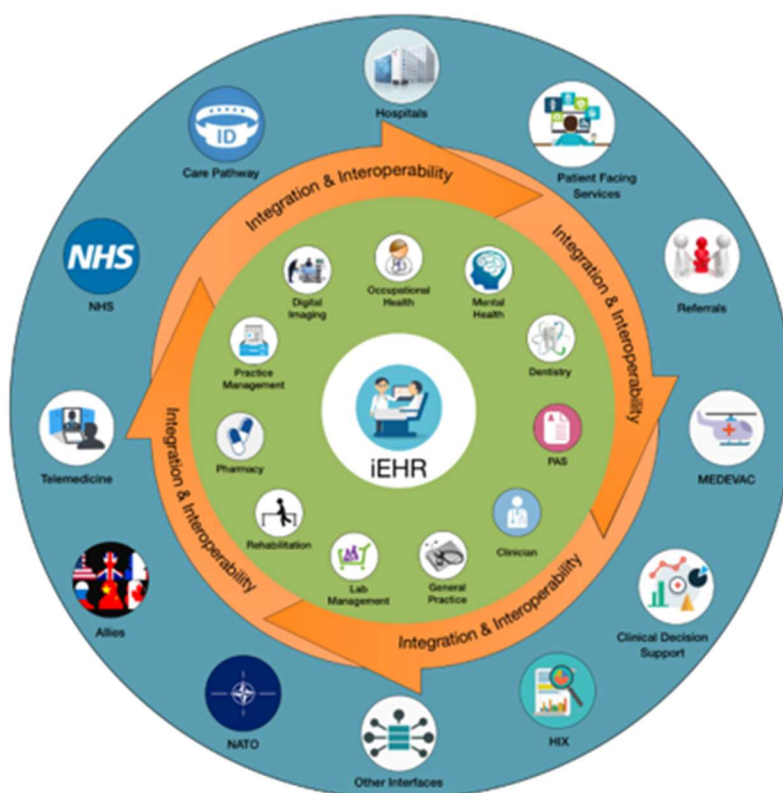 Hospitals
Patient Facing
Services
Referrals
MEDEVAC
Clinical Decision
Support
HIX
Other Interfaces
NATO
Allies
Telemedicine
NHS
NHS
ID
Care Pathway
Integration & Interoperability
Integration & Interoperability
Integration & Interoperability
Integration & Interoperability
Occupational
Health
Mental
Health
Dentistry
PAS
Clinician
General
Practice
Lab
Management
Rehabilitation
Pharmacy
Practice
Management
Digital
Imaging
iEHR